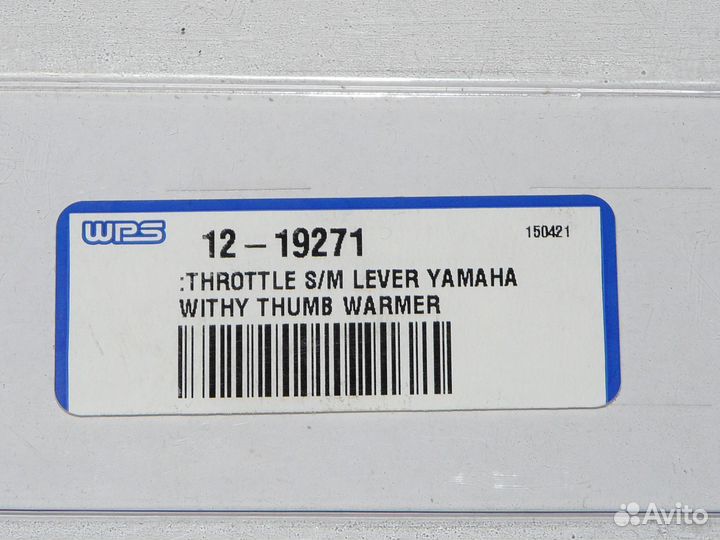 WPS
12-19271
150421
:THROTTLE S/M LEVER YAMAHA
WITHY THUMB WARMER
Avito